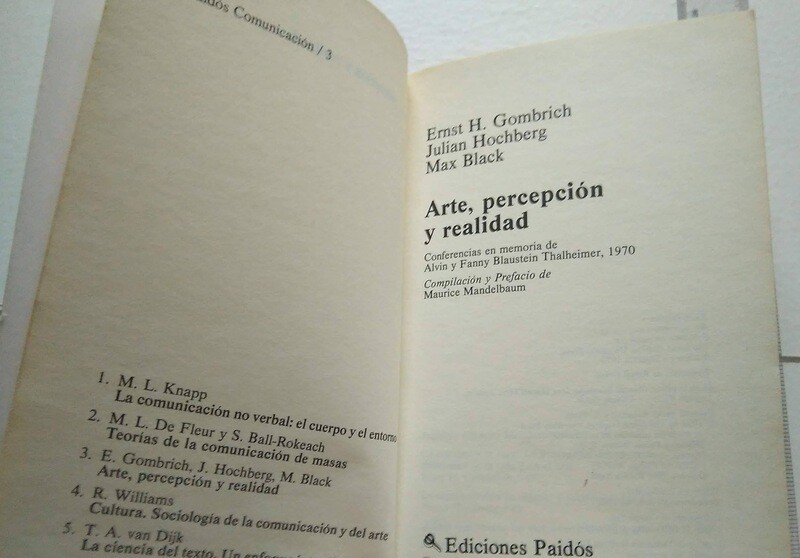 Paidós Comunicación / 3
1. M. L. Knapp
La comunicación no verbal: el cuerpo y el entorno
2. M. L. De Fleur y S. Ball-Rokeach
Teorías de la comunicación de masas
3. E. Gombrich, J. Hochberg, M. Black
Arte, percepción y realidad
4. R. Williams
Cultura. Sociología de la comunicación y del arte
5. T. A. van Dijk
La ciencia del texto. Un
Ernst H. Gombrich
Julian Hochberg
Max Black
Arte, percepción
y realidad
Conferencias en memoria de
Alvin y Fanny Blaustein Thalheimer, 1970
Compilación y Prefacio de
Maurice Mandelbaum
Ediciones Paidós